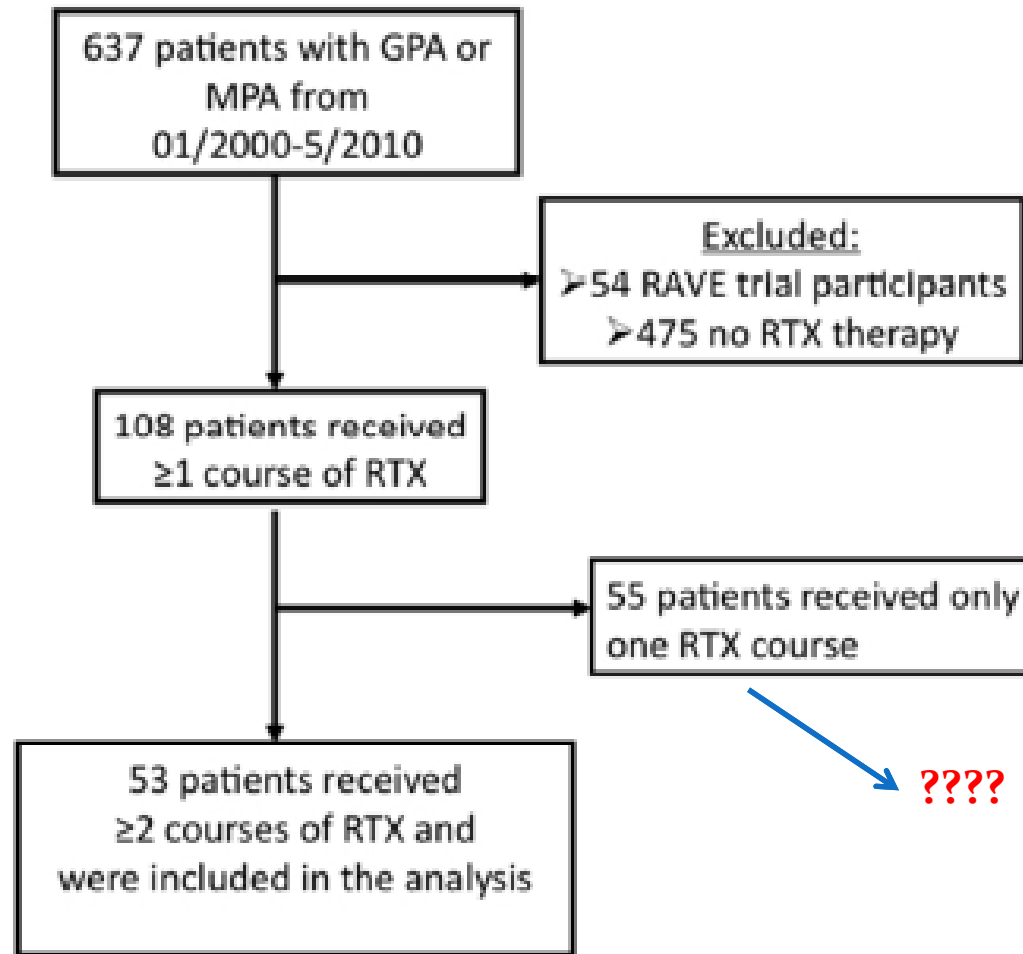 637 patients with GPA or
MPA from
01/2000-5/2010
Excluded:
➢54 RAVE trial participants
➢475 no RTX therapy
108 patients received
≥1 course of RTX
55 patients received only
one RTX course
????
53 patients received
≥2 courses of RTX and
were included in the analysis